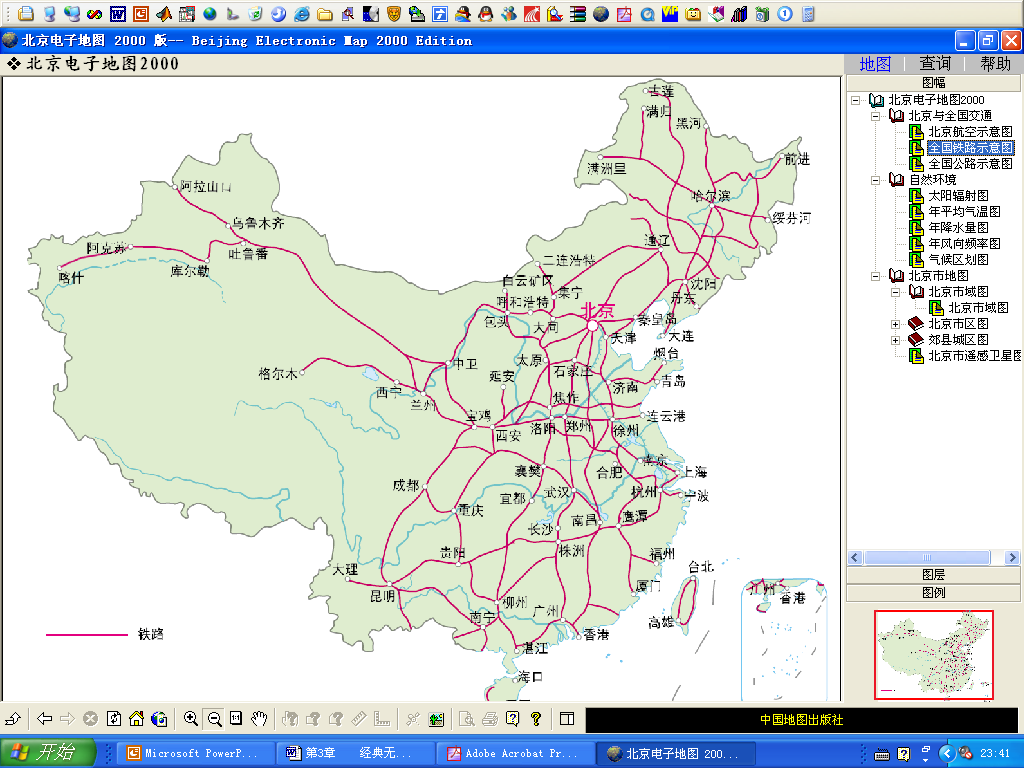 北京电子地图 2000 版-- Beijing Electronic Map 2000 Edition
❖ 北京电子地图2000
地图 | 查询 | 帮助
图幅
北京电子地图2000
北京与全国交通
北京航空示意图
全国铁路示意图
全国公路示意图
自然环境
太阳辐射图
年平均气温图
年降水量图
年风向频率图
气候区划图
北京市地图
北京市域图
北京市域图
北京市区图
郊县城区图
北京市遥感卫星图
图层
图例
古莲
满归
黑河
满洲里
前进
哈尔滨
绥芬河
阿拉山口
乌鲁木齐
阿克苏
吐鲁番
库尔勒
喀什
通辽
二连浩特
白云矿区
集宁
沈阳
丹东
呼和浩特
北京
包头
大同
秦皇岛
天津
大连
烟台
中卫
太原
石家庄
格尔木
延安
西宁
兰州
济南
青岛
焦作
宝鸡
西安
洛阳
郑州
徐州
连云港
襄樊
合肥
南京
上海
成都
宜都
武汉
杭州
宁波
重庆
南昌
鹰潭
长沙
贵阳
株洲
福州
大理
台北
昆明
柳州
广州
厦门
高雄
南宁
香港
湛江
海口
广州
香港
铁路
中国地图出版社
开始
Microsoft PowerP...
第3章 经典无...
Adobe Acrobat Pr...
北京电子地图 200...
23:41